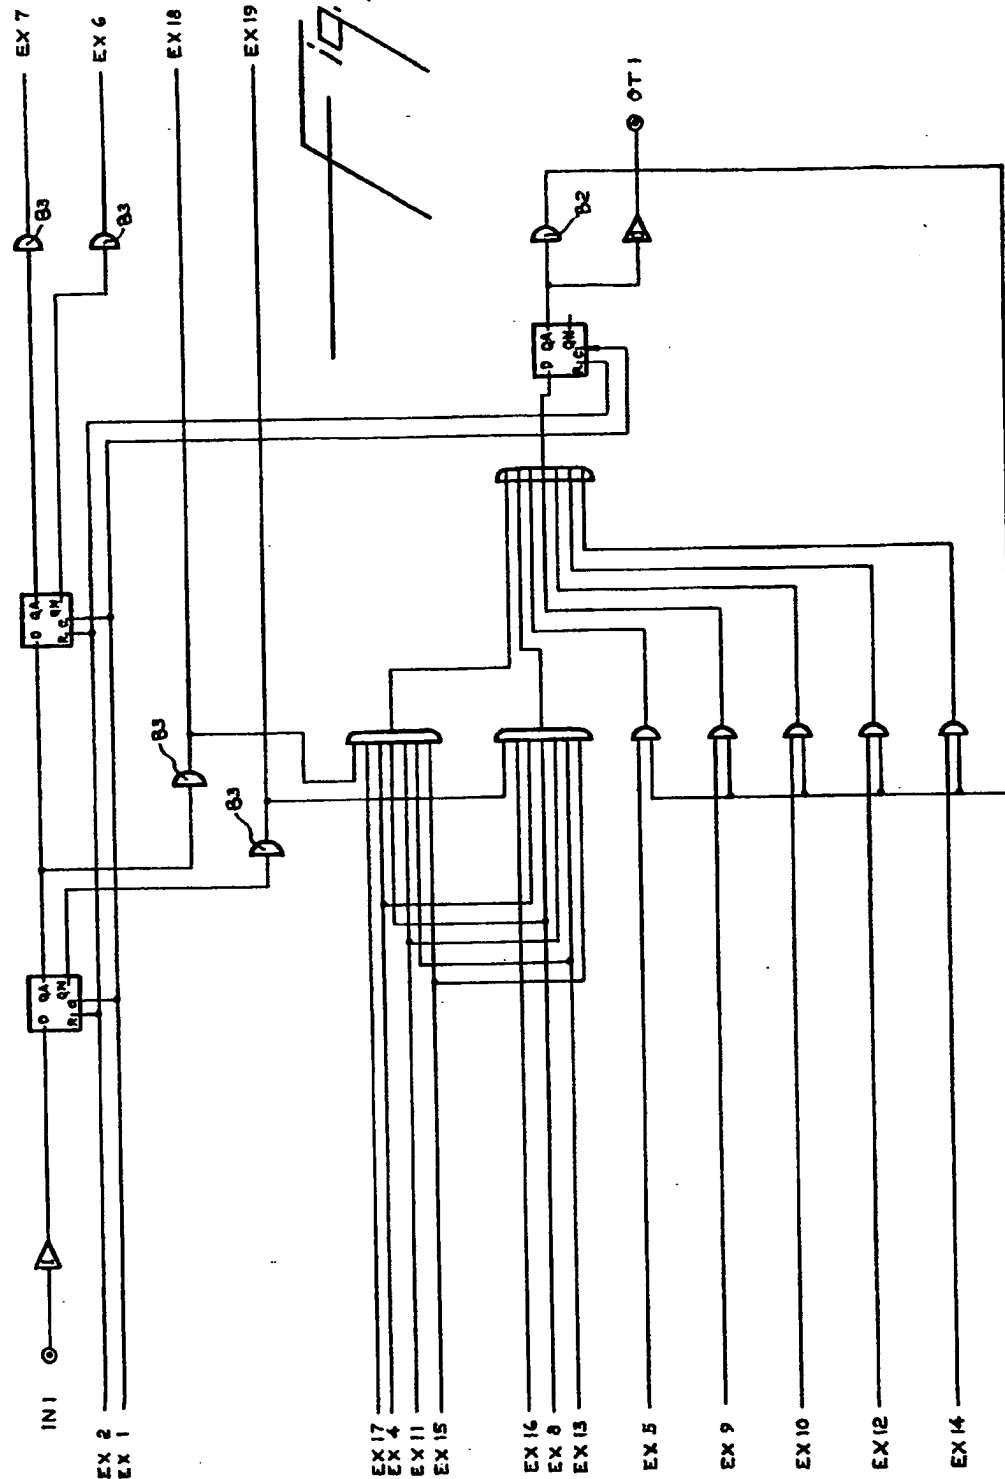 EX 7
EX 6
EX 18
EX 19
Fig. 7
B3
B3
OT 1
B2
D QA
QN
R C
D QA
QN
R C
B3
B3
D QA
QN
R C
IN 1
EX 2
EX 1
EX 17
EX 4
EX 11
EX 15
EX 16
EX 8
EX 13
EX 5
EX 9
EX 10
EX 12
EX 14